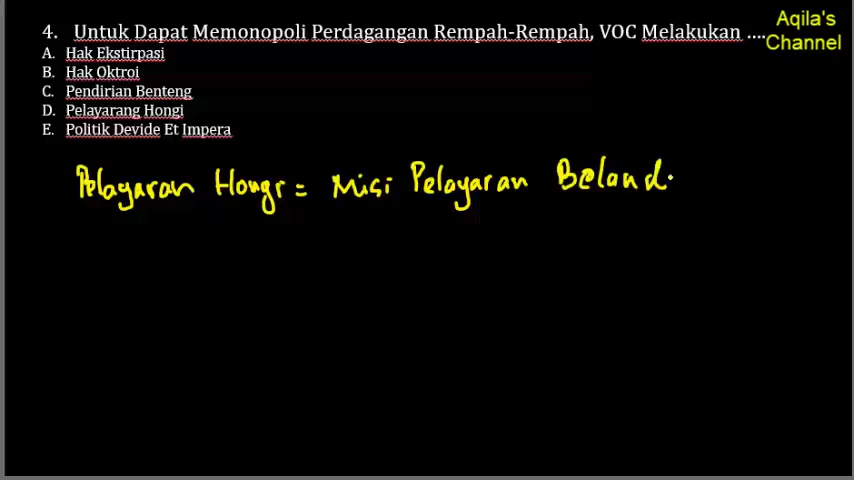 Aqila's
Channel
4. Untuk Dapat Memonopoli Perdagangan Rempah-Rempah, VOC Melakukan ....
A. Hak Ekstirpasi
B. Hak Oktroi
C. Pendirian Benteng
D. Pelayarang Hongi
E. Politik Devide Et Impera
Pelayaran Hongi = Misi Pelayaran Beland